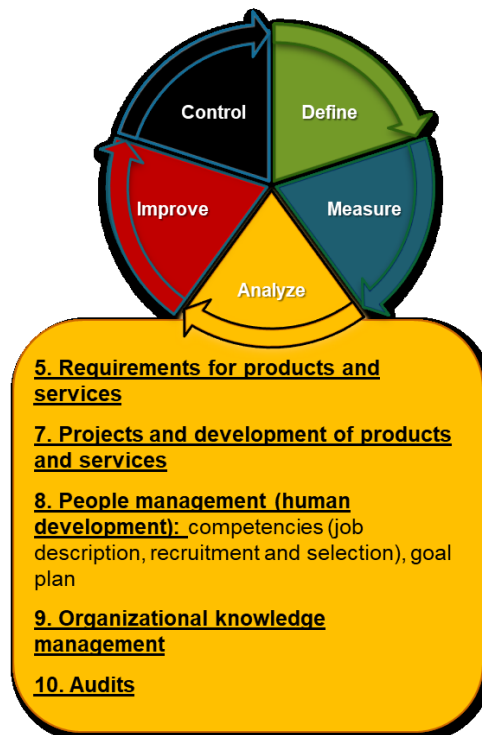 Control
Define
Improve
Measure
Analyze
5. Requirements for products and
services
7. Projects and development of products
and services
8. People management (human
development): competencies (job
description, recruitment and selection), goal
plan
9. Organizational knowledge
management
10. Audits